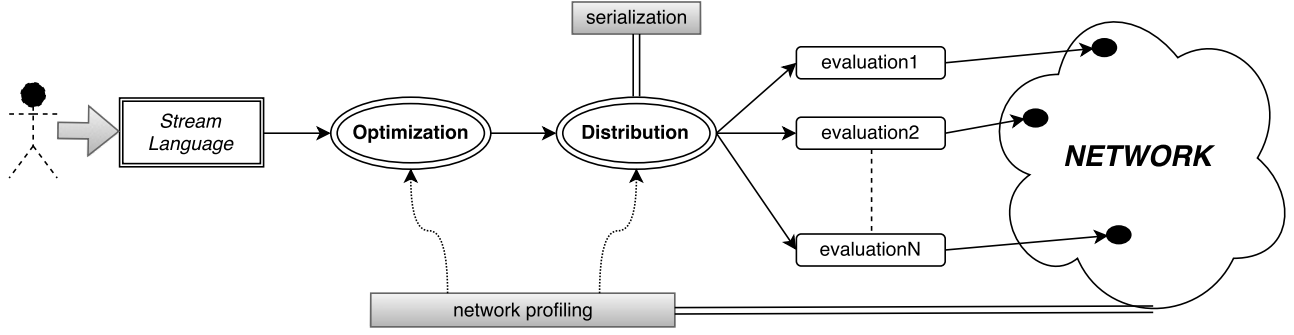 serialization
evaluation1
Stream
Language
Optimization
Distribution
evaluation2
NETWORK
evaluationN
network profiling